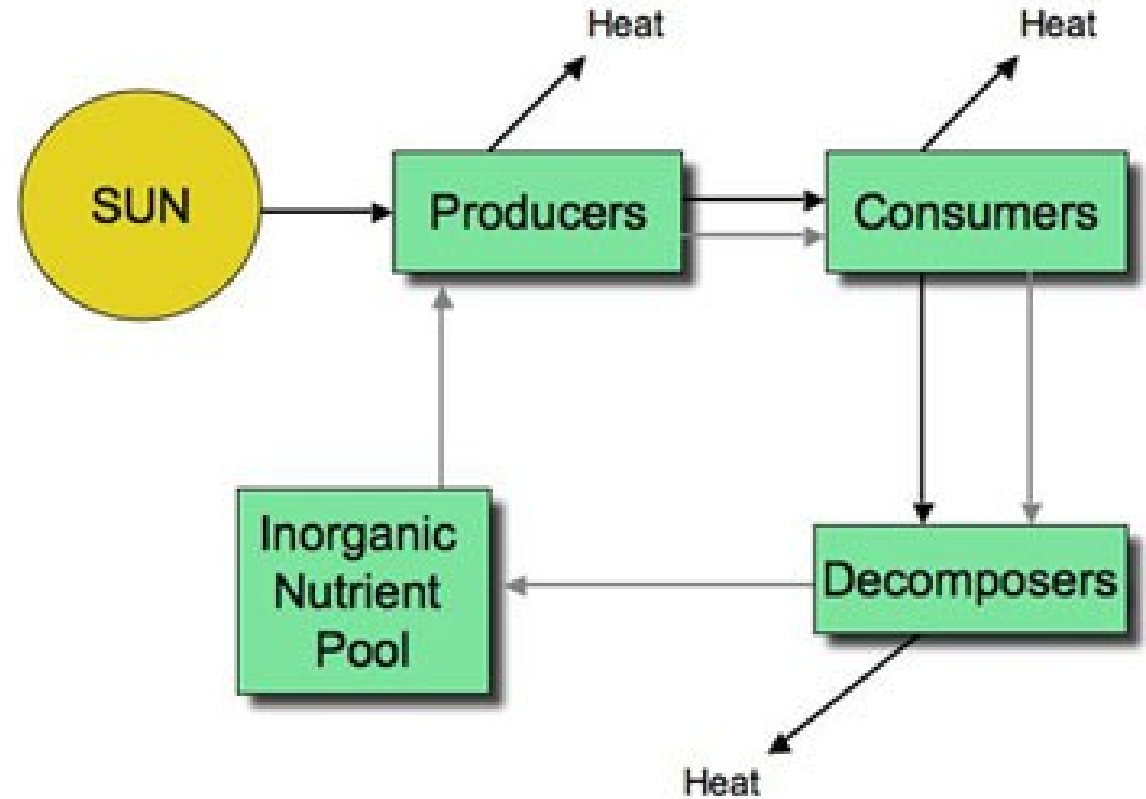 Heat
Heat
SUN
Producers
Consumers
Inorganic
Nutrient
Pool
Decomposers
Heat